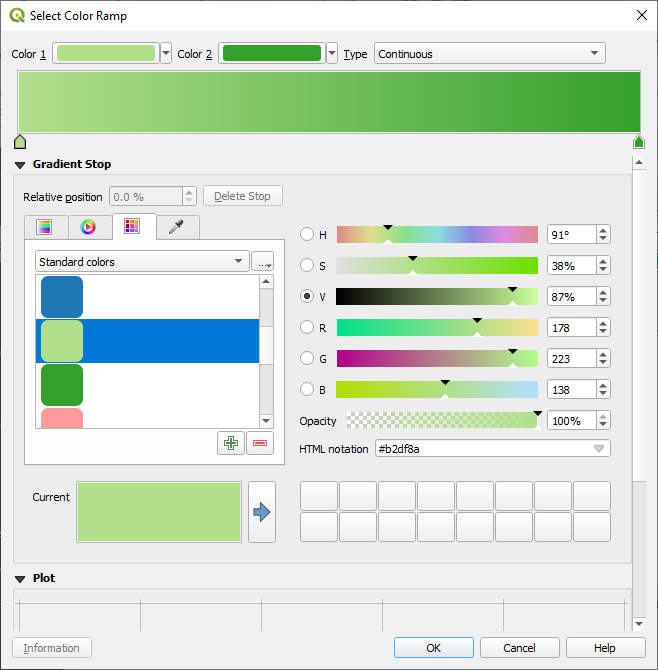 Select Color Ramp
Color 1 Color 2 Type Continuous
Gradient Stop
Relative position 0.0 % Delete Stop
Standard colors ...
H 91°
S 38%
V 87%
R 178
G 223
B 138
Opacity 100%
HTML notation #b2df8a
Current
Plot
Information OK Cancel Help